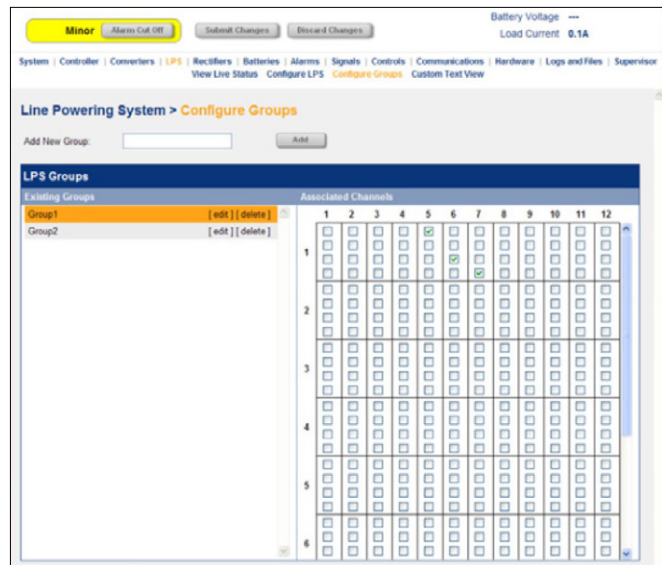 Battery Voltage ---
Minor Alarm Cut Off Submit Changes Discard Changes
Load Current 0.1A
System | Controller | Converters | LPS | Rectifiers | Batteries | Alarms | Signals | Controls | Communications | Hardware | Logs and Files | Supervisor
View Live Status Configure LPS Configure Groups Custom Text View
Line Powering System > Configure Groups
Add New Group: Add
LPS Groups
Existing Groups Associated Channels
Group1 [ edit ] [ delete ] 1 2 3 4 5 6 7 8 9 10 11 12
Group2 [ edit ] [ delete ]
1
2
3
4
5
6